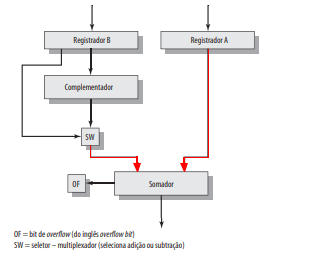 Registrador B
Registrador A
Complementador
SW
OF
Somador
OF = bit de overflow (do inglês overflow bit)
SW = seletor – multiplexador (seleciona adição ou subtração)